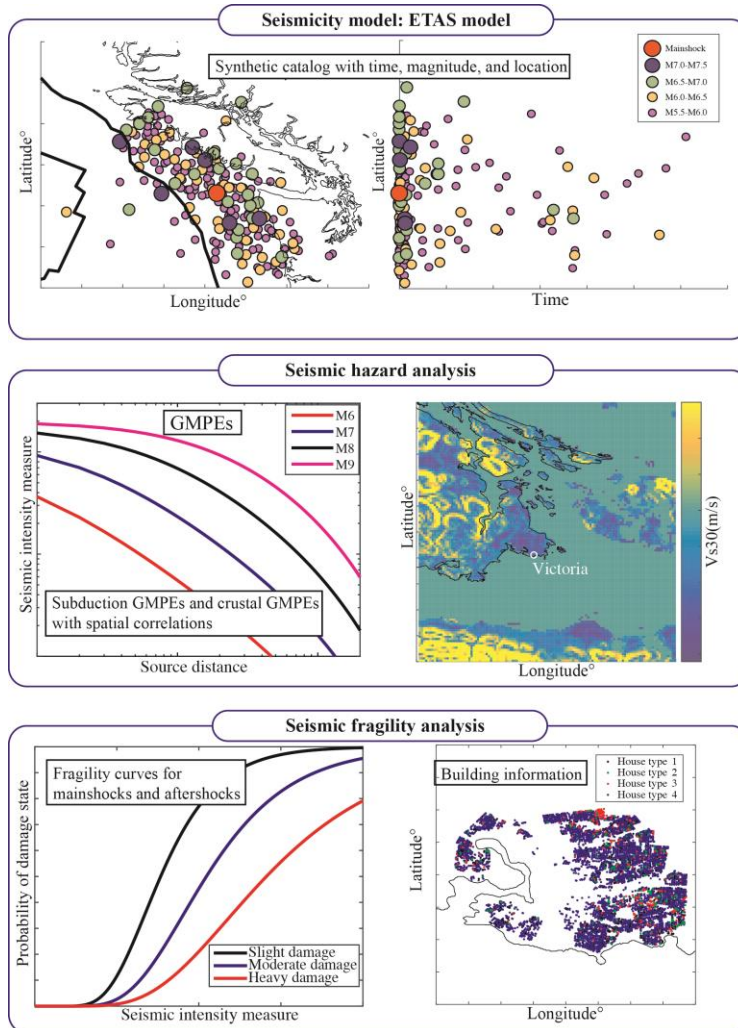 Seismicity model: ETAS model
Synthetic catalog with time, magnitude, and location
Mainshock
M7.0-M7.5
M6.5-M7.0
M6.0-M6.5
M5.5-M6.0
Latitude°
Longitude°
Latitude°
Time
Seismic hazard analysis
GMPEs
M6
M7
M8
M9
Seismic intensity measure
Subduction GMPEs and crustal GMPEs
with spatial correlations
Source distance
Latitude°
Victoria
Longitude°
Vs30(m/s)
Seismic fragility analysis
Fragility curves for
mainshocks and aftershocks
Probability of damage state
Slight damage
Moderate damage
Heavy damage
Seismic intensity measure
Building information
House type 1
House type 2
House type 3
House type 4
Latitude°
Longitude°